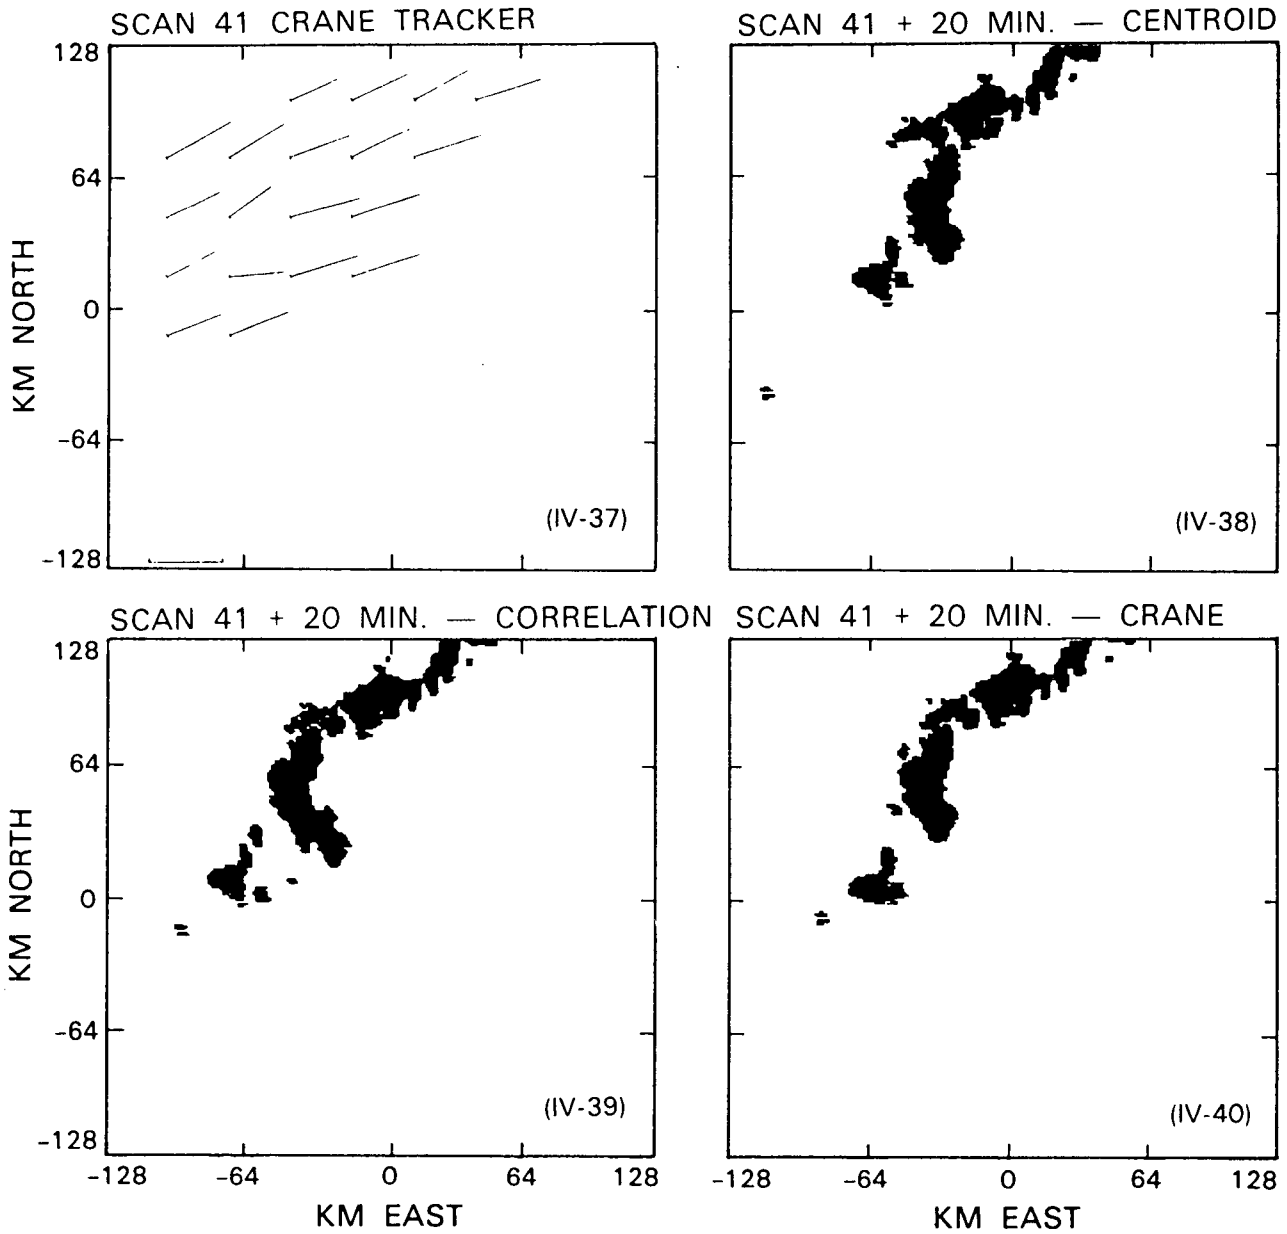 SCAN 41 CRANE TRACKER
SCAN 41 + 20 MIN. — CENTROID
128
64
0
-64
-128
KM NORTH
(IV-37)
(IV-38)
SCAN 41 + 20 MIN. — CORRELATION
SCAN 41 + 20 MIN. — CRANE
128
64
0
-64
-128
KM NORTH
(IV-39)
(IV-40)
-128 -64 0 64 128
-128 -64 0 64 128
KM EAST
KM EAST